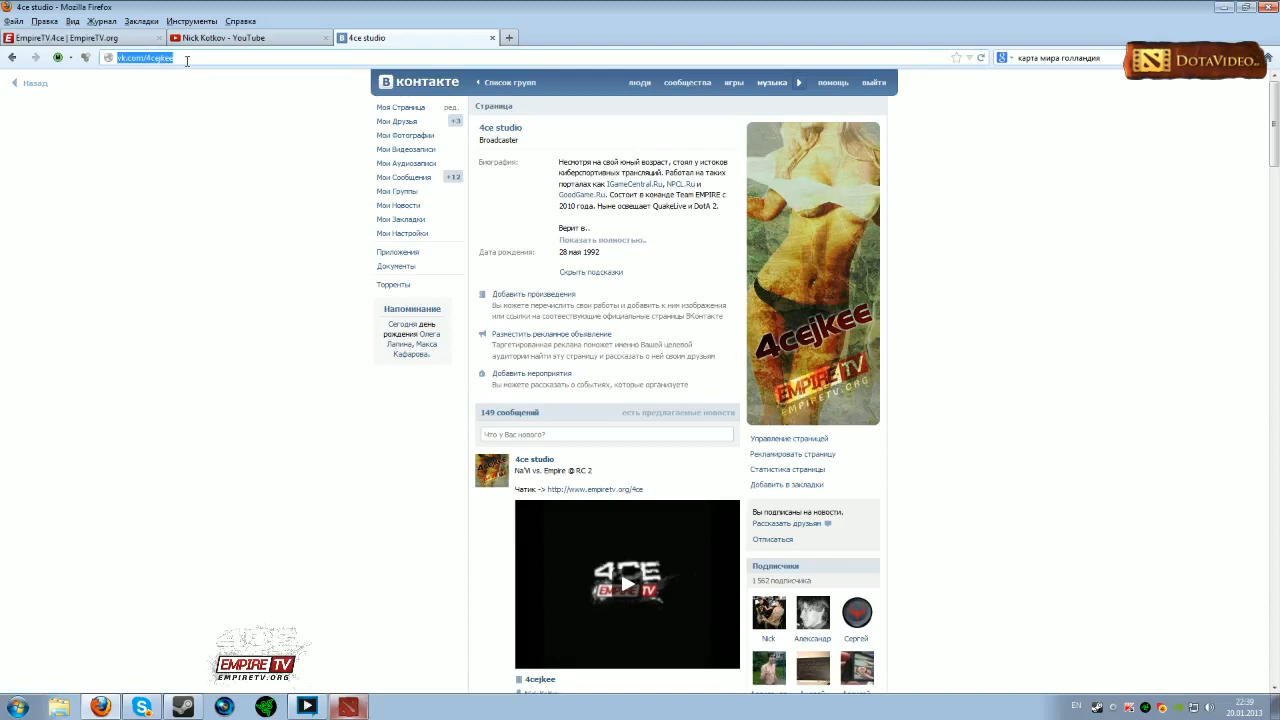 4ce studio - Mozilla Firefox
Файл Правка Вид Журнал Закладки Инструменты Справка
EmpireTV.4ce | EmpireTV.org
Nick Kotkov - YouTube
4ce studio
vk.com/4cejkee
карта мира голландия
DOTAVIDEO
Назад
В контакте
Список групп
люди сообщества игры музыка помощь выйти
Моя Страница ред.
Мои Друзья +3
Мои Фотографии
Мои Видеозаписи
Мои Аудиозаписи
Мои Сообщения +12
Мои Группы
Мои Новости
Мои Закладки
Мои Настройки
Приложения
Документы
Торренты
Напоминание
Сегодня день
рождения Олега
Лапина, Макса
Кафарова.
Страница
4ce studio
Broadcaster
Биография:
Несмотря на свой юный возраст, стоял у истоков
киберспортивных трансляций. Работал на таких
порталах как IGameCentral.Ru, NPCL.Ru и
GoodGame.Ru. Состоит в команде Team EMPIRE с
2010 года. Ныне освещает QuakeLive и DotA 2.
Верит в..
Показать полностью..
Дата рождения: 28 мая 1992
Скрыть подсказки
Добавить произведения
Вы можете перечислить свои работы и добавить к ним изображения
или ссылки на соотвествующие официальные страницы ВКонтакте
Разместить рекламное объявление
Таргетированная реклама поможет именно Вашей целевой
аудитории найти эту страницу и рассказать о ней своим друзьям
Добавить мероприятия
Вы можете рассказать о событиях, которые организуете
149 сообщений
есть предлагаемые новости
Что у Вас нового?
4ce studio
Na'Vi vs. Empire @ RC 2
Чатик -> http://www.empiretv.org/4ce
4CE
EMPIRE TV
4cejkee
Nick Kotkov
4cejkee
EMPIRE TV
EMPIRETV.ORG
Управление страницей
Рекламировать страницу
Статистика страницы
Добавить в закладки
Вы подписаны на новости.
Рассказать друзьям
Отписаться
Подписчики
1 562 подписчика
Nick Александр Сергей
4CE
EMPIRE TV
EMPIRETV.ORG
EN
22:39
20.01.2013